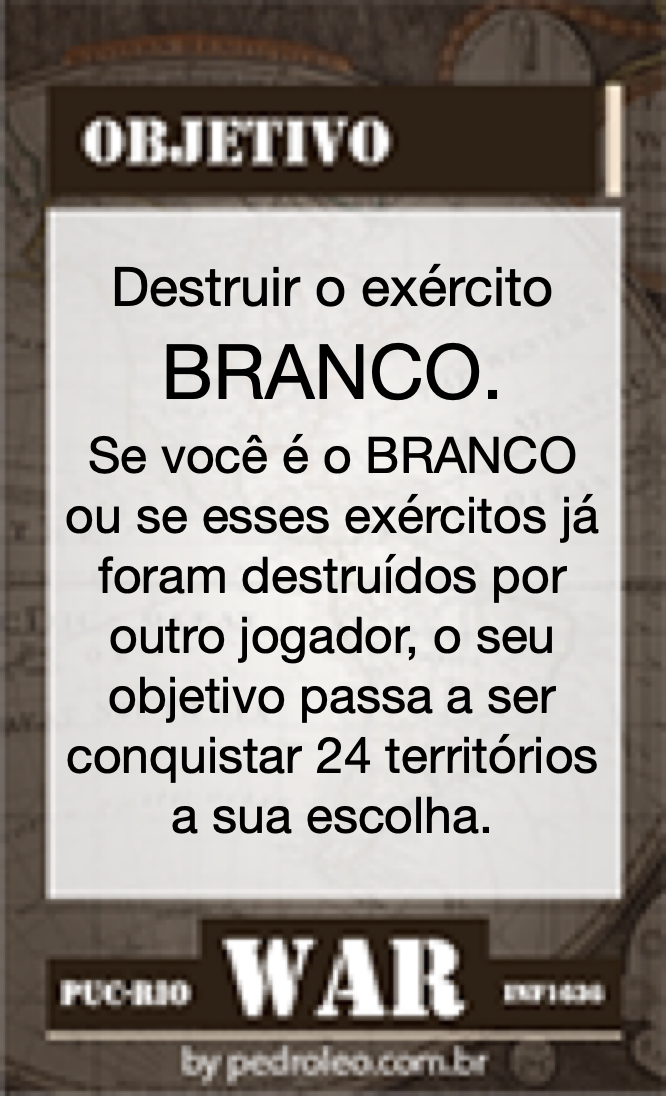 OBJETIVO
Destruir o exército
BRANCO.
Se você é o BRANCO
ou se esses exércitos já
foram destruídos por
outro jogador, o seu
objetivo passa a ser
conquistar 24 territórios
a sua escolha.
PUC-RIO WAR INF1636
by pedroleo.com.br